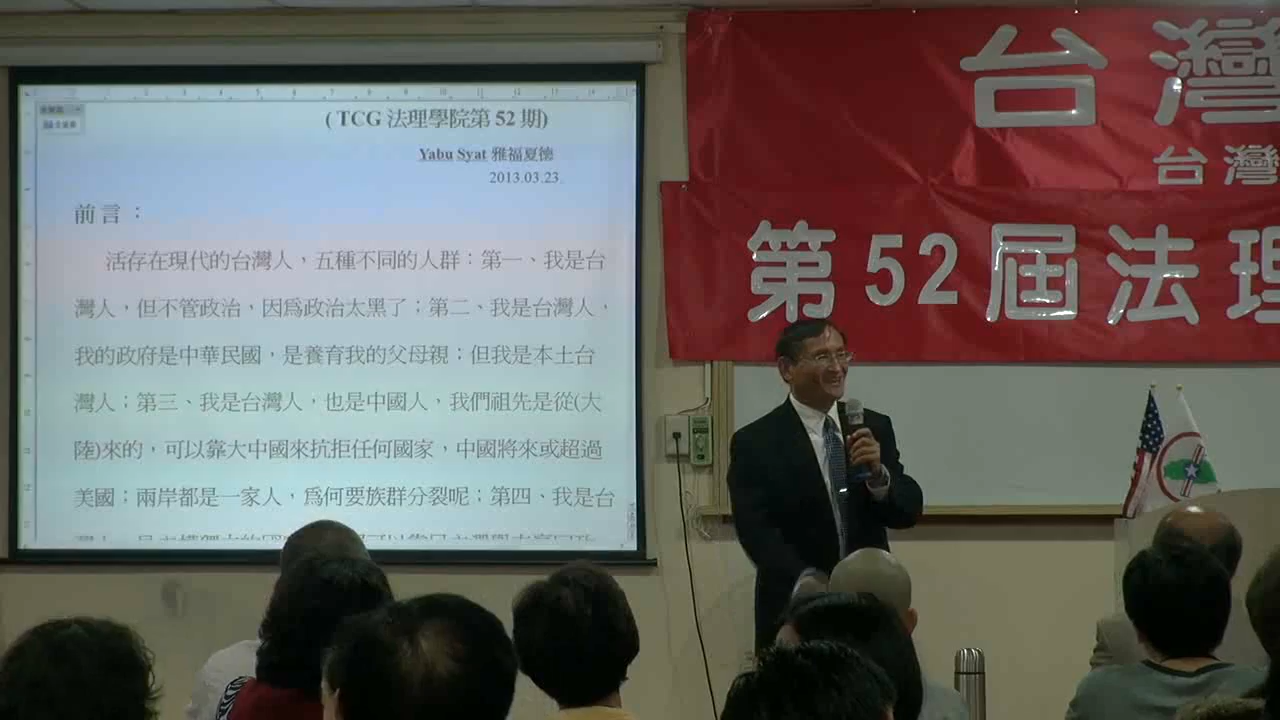 (TCG 法理學院第 52 期)
Yabu Syat 雅福夏德
2013.03.23.
前言：
活存在現代的台灣人，五種不同的人群：第一、我是台
灣人，但不管政治，因爲政治太黑了；第二、我是台灣人，
我的政府是中華民國，是養育我的父母親；但我是本土台
灣人；第三、我是台灣人，也是中國人，我們祖先是從(大
陸)來的，可以靠大中國來抗拒任何國家，中國將來或超過
美國；兩岸都是一家人，爲何要族群分裂呢；第四、我是台
台灣
台灣
第52屆法理